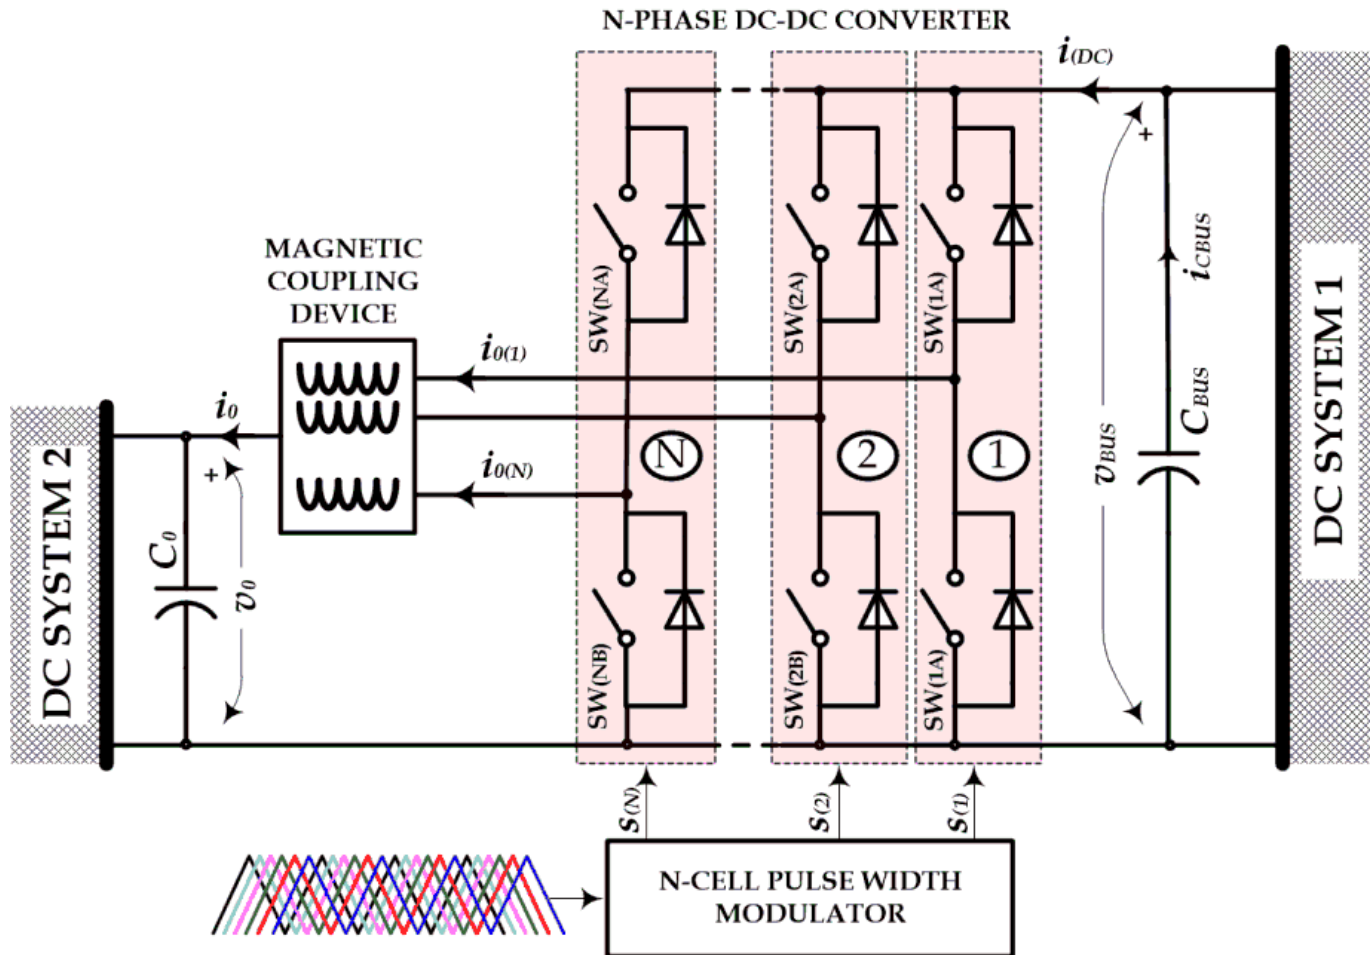 N-PHASE DC-DC CONVERTER
i(DC)
+
MAGNETIC
COUPLING
DEVICE
SW(NA)
SW(2A)
SW(1A)
iCBUS
DC SYSTEM 1
i0(1)
i0
i0(N)
N
2
1
vBUS
CBUS
+
DC SYSTEM 2
C0
v0
SW(NB)
SW(2B)
SW(1A)
S(N)
S(2)
S(1)
N-CELL PULSE WIDTH
MODULATOR